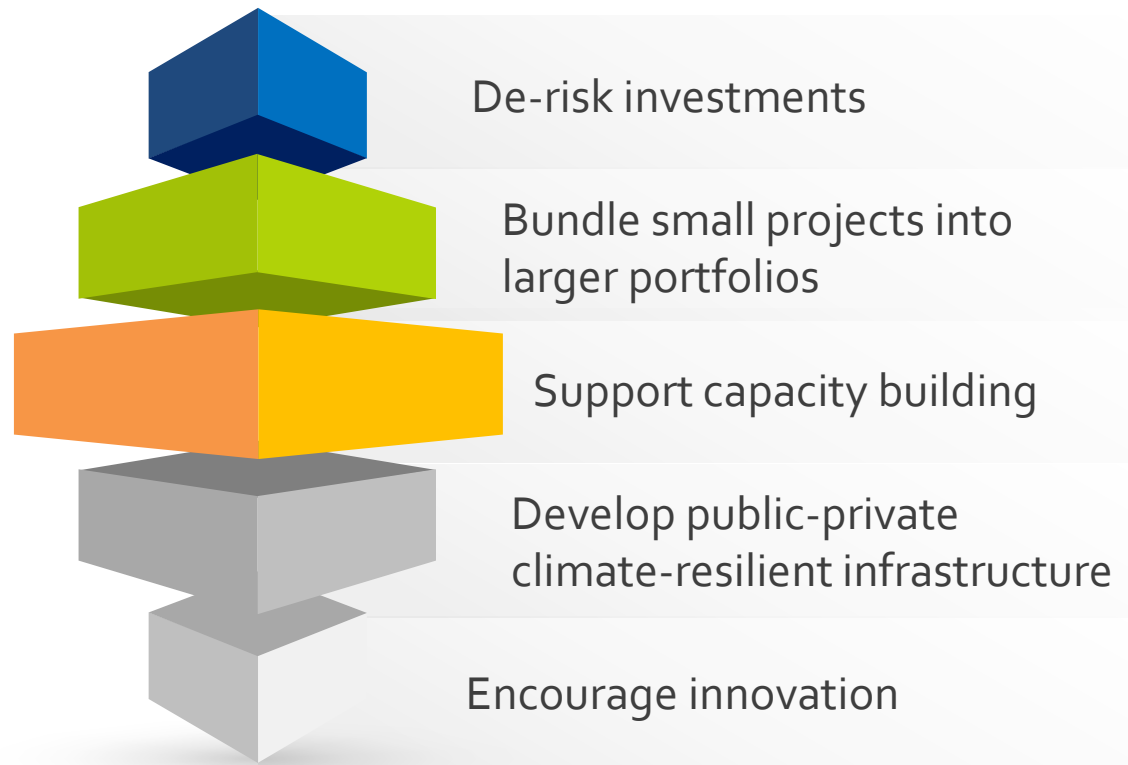 De-risk investments
Bundle small projects into
larger portfolios
Support capacity building
Develop public-private
climate-resilient infrastructure
Encourage innovation